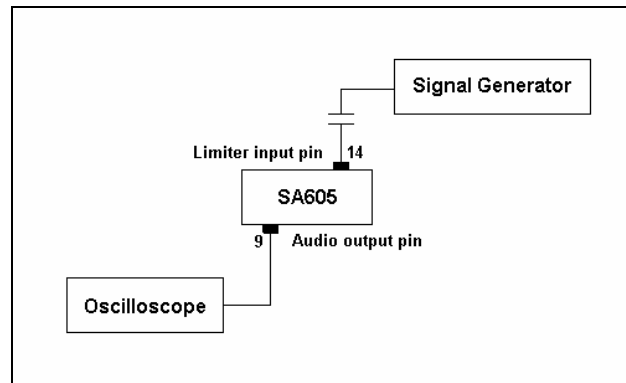 Signal Generator
Limiter input pin 14
SA605
9 Audio output pin
Oscilloscope